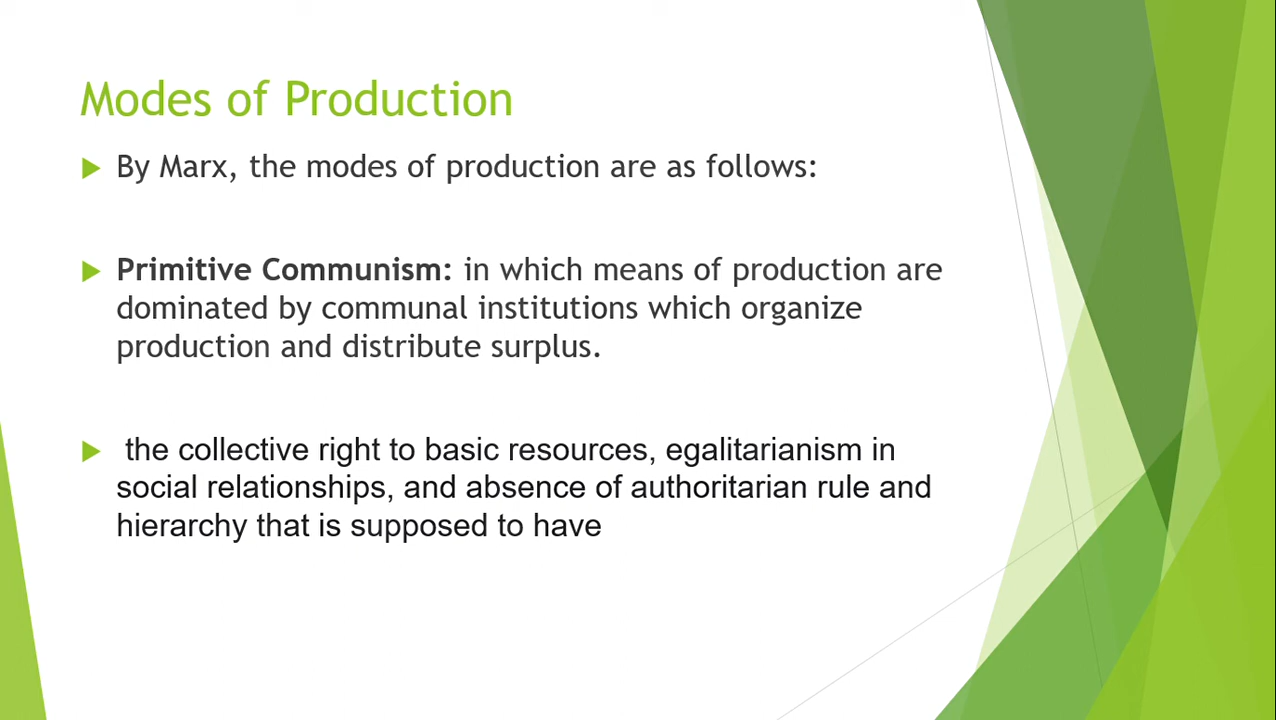 Modes of Production
By Marx, the modes of production are as follows:
Primitive Communism: in which means of production are
dominated by communal institutions which organize
production and distribute surplus.
the collective right to basic resources, egalitarianism in
social relationships, and absence of authoritarian rule and
hierarchy that is supposed to have